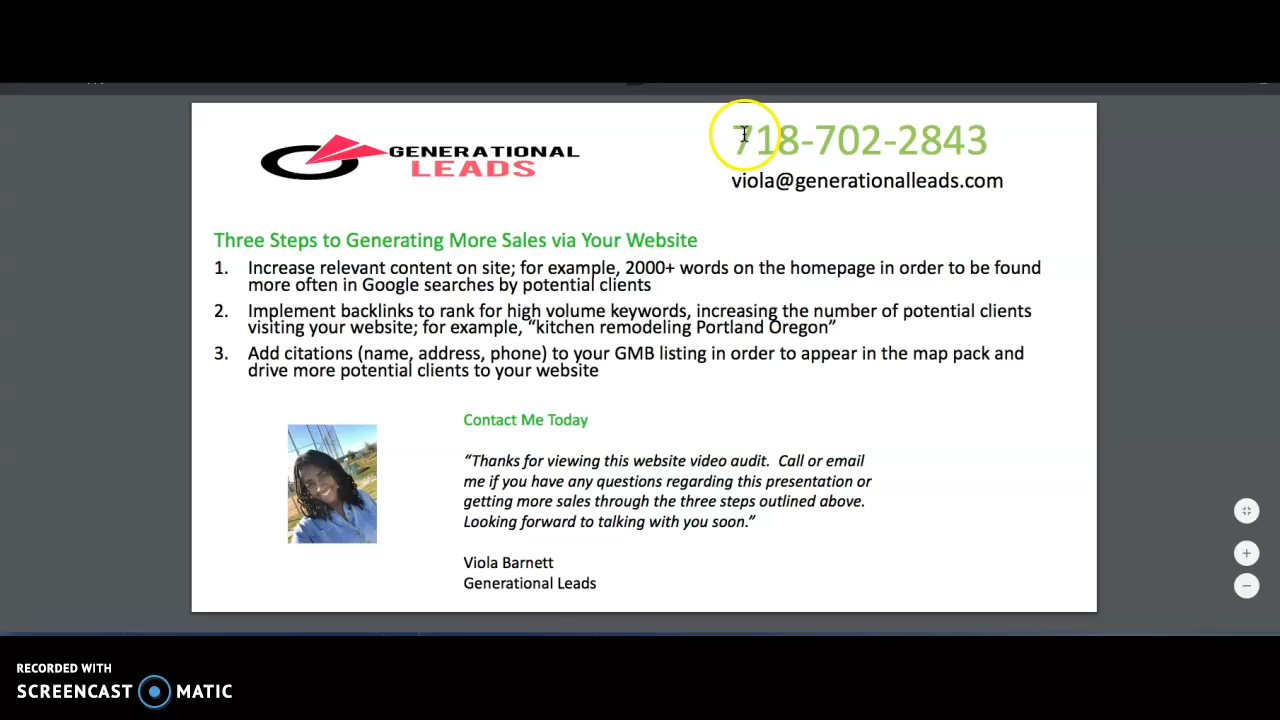 GENERATIONAL
LEADS
718-702-2843
viola@generationalleads.com
Three Steps to Generating More Sales via Your Website
1. Increase relevant content on site; for example, 2000+ words on the homepage in order to be found
more often in Google searches by potential clients
2. Implement backlinks to rank for high volume keywords, increasing the number of potential clients
visiting your website; for example, “kitchen remodeling Portland Oregon”
3. Add citations (name, address, phone) to your GMB listing in order to appear in the map pack and
drive more potential clients to your website
Contact Me Today
“Thanks for viewing this website video audit. Call or email
me if you have any questions regarding this presentation or
getting more sales through the three steps outlined above.
Looking forward to talking with you soon.”
Viola Barnett
Generational Leads
RECORDED WITH
SCREENCAST MATIC